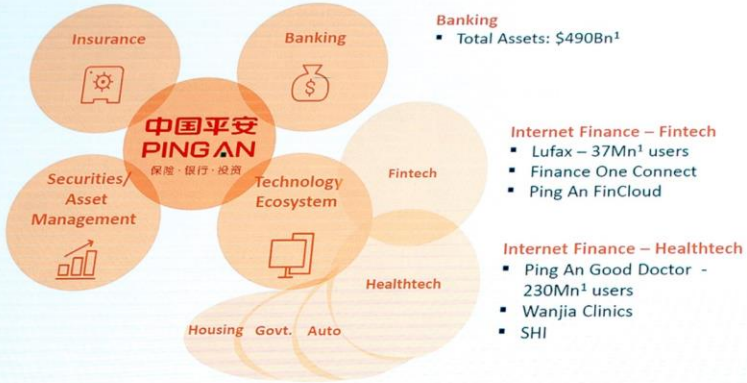 Insurance
Banking
中国平安
PING AN
保险·银行·投资
Securities/
Asset
Management
Technology
Ecosystem
Fintech
Healthtech
Housing Govt. Auto
Banking
▪ Total Assets: $490Bn¹
Internet Finance – Fintech
▪ Lufax – 37Mn¹ users
▪ Finance One Connect
▪ Ping An FinCloud
Internet Finance – Healthtech
▪ Ping An Good Doctor -
230Mn¹ users
▪ Wanjia Clinics
▪ SHI